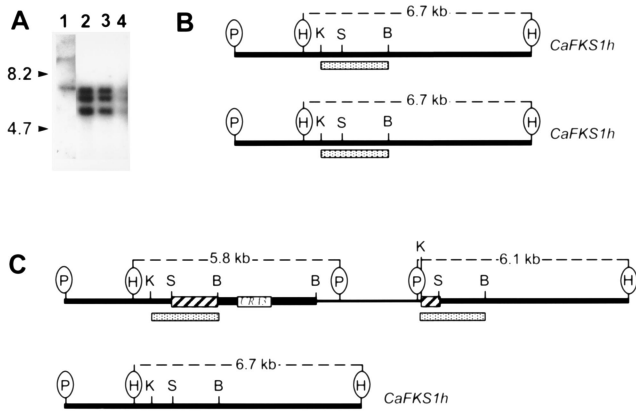 A
1 2 3 4
8.2
4.7
B
6.7 kb
P H K S B H
CaFKS1h
6.7 kb
P H K S B H
CaFKS1h
C
K
5.8 kb 6.1 kb
P H K S B B P P S B H
URA3
6.7 kb
P H K S B H
CaFKS1h